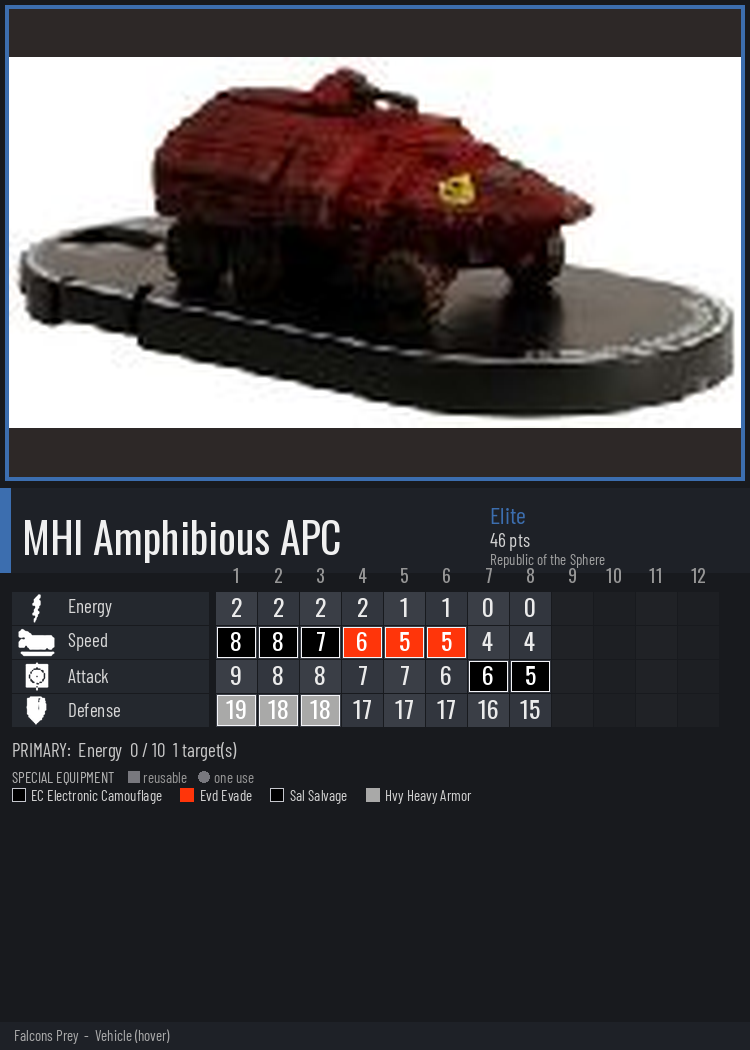 MHI Amphibious APC
Elite
46 pts
Republic of the Sphere
1 2 3 4 5 6 7 8 9 10 11 12
Energy 2 2 2 2 1 1 0 0
Speed 8 8 7 6 5 5 4 4
Attack 9 8 8 7 7 6 6 5
Defense 19 18 18 17 17 17 16 15
PRIMARY: Energy 0 / 10 1 target(s)
SPECIAL EQUIPMENT reusable one use
EC Electronic Camouflage Evd Evade Sal Salvage Hvy Heavy Armor
Falcons Prey - Vehicle (hover)